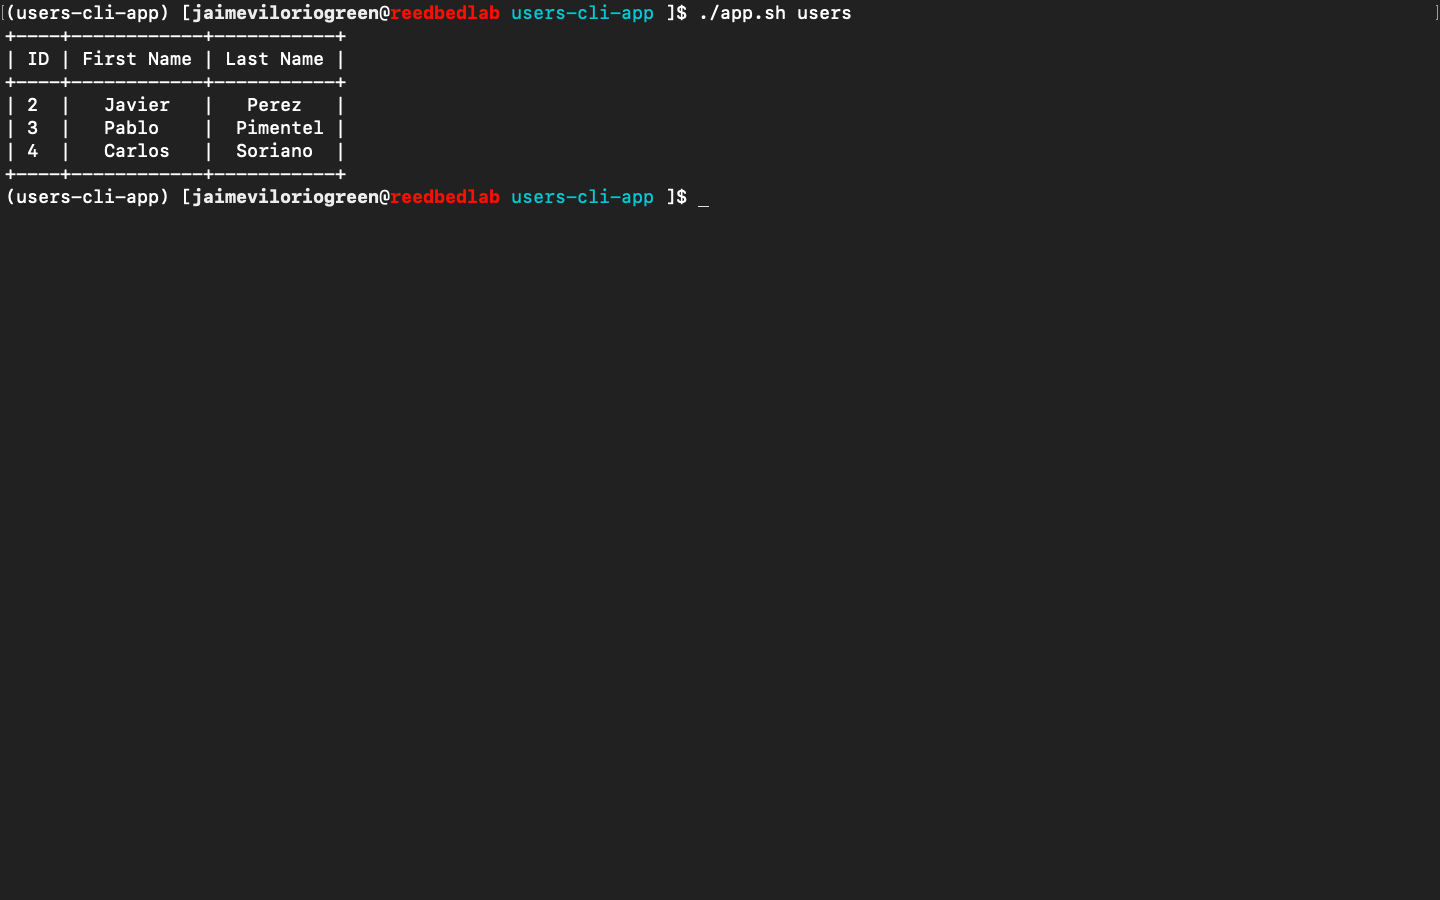 (users-cli-app) [jaimeviloriogreen@reedbedlab users-cli-app ]$ ./app.sh users
+----+------------+-----------+
| ID | First Name | Last Name |
+----+------------+-----------+
| 2  |   Javier   |   Perez   |
| 3  |   Pablo    |  Pimentel |
| 4  |   Carlos   |  Soriano  |
+----+------------+-----------+
(users-cli-app) [jaimeviloriogreen@reedbedlab users-cli-app ]$ _